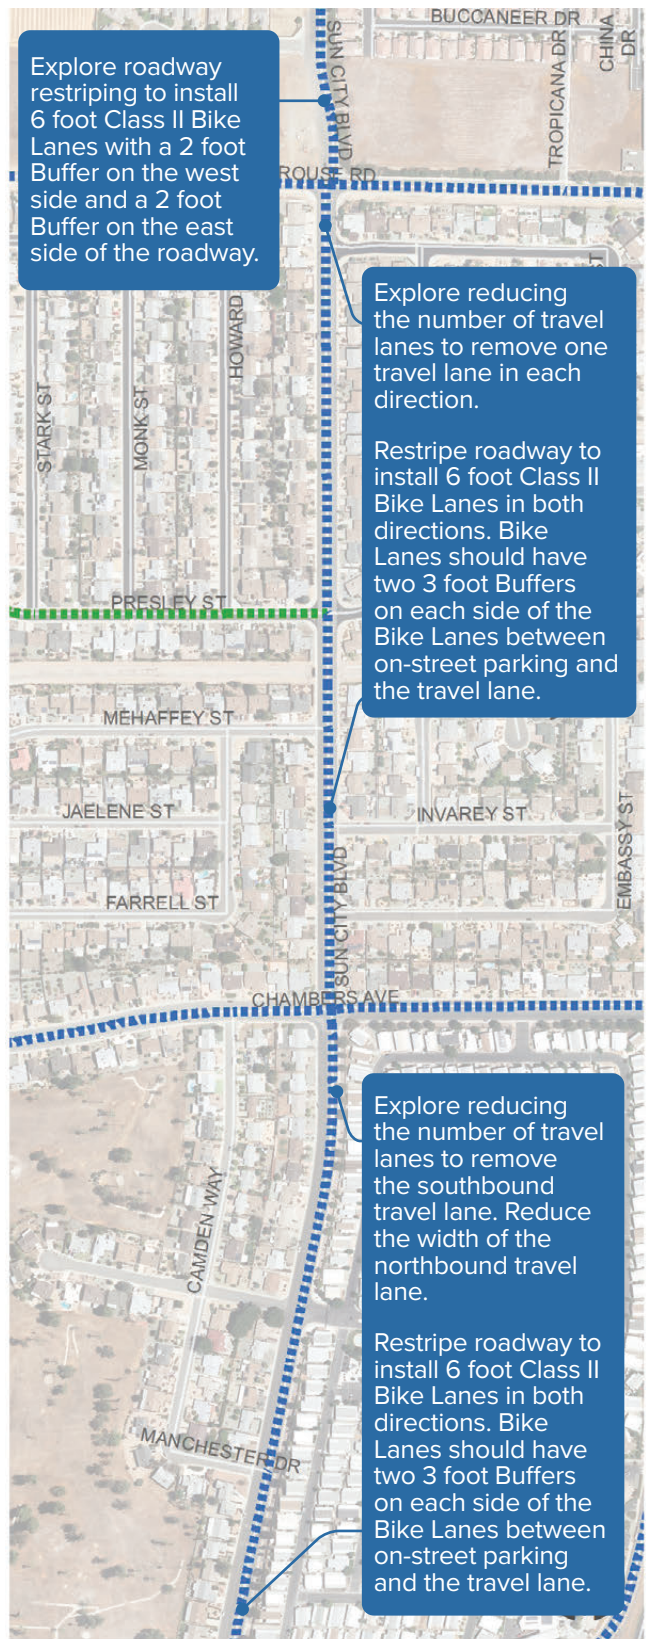 BUCCANEER DR
SUN CITY BLVD
TROPICANA DR
CHINA
DR
Explore roadway
restriping to install
6 foot Class II Bike
Lanes with a 2 foot
Buffer on the west
side and a 2 foot
Buffer on the east
side of the roadway.
ROUSE RD
ST
Explore reducing
the number of travel
lanes to remove one
travel lane in each
direction.
Restripe roadway to
install 6 foot Class II
Bike Lanes in both
directions. Bike
Lanes should have
two 3 foot Buffers
on each side of the
Bike Lanes between
on-street parking and
the travel lane.
STARK ST
MONK ST
HOWARD
PRESLEY ST
MEHAFFEY ST
JAELENE ST
INVAREY ST
EMBASSY ST
FARRELL ST
SUN CITY BLVD
CHAMBERS AVE
Explore reducing
the number of travel
lanes to remove
the southbound
travel lane. Reduce
the width of the
northbound travel
lane.
Restripe roadway to
install 6 foot Class II
Bike Lanes in both
directions. Bike
Lanes should have
two 3 foot Buffers
on each side of the
Bike Lanes between
on-street parking
and the travel lane.
CAMDEN WAY
MANCHESTER DR